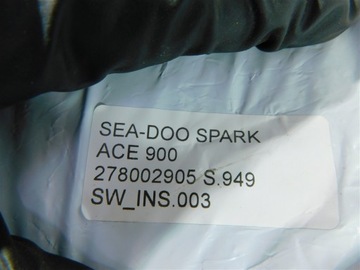 SEA-DOO SPARK
ACE 900
278002905 S.949
SW_INS.003